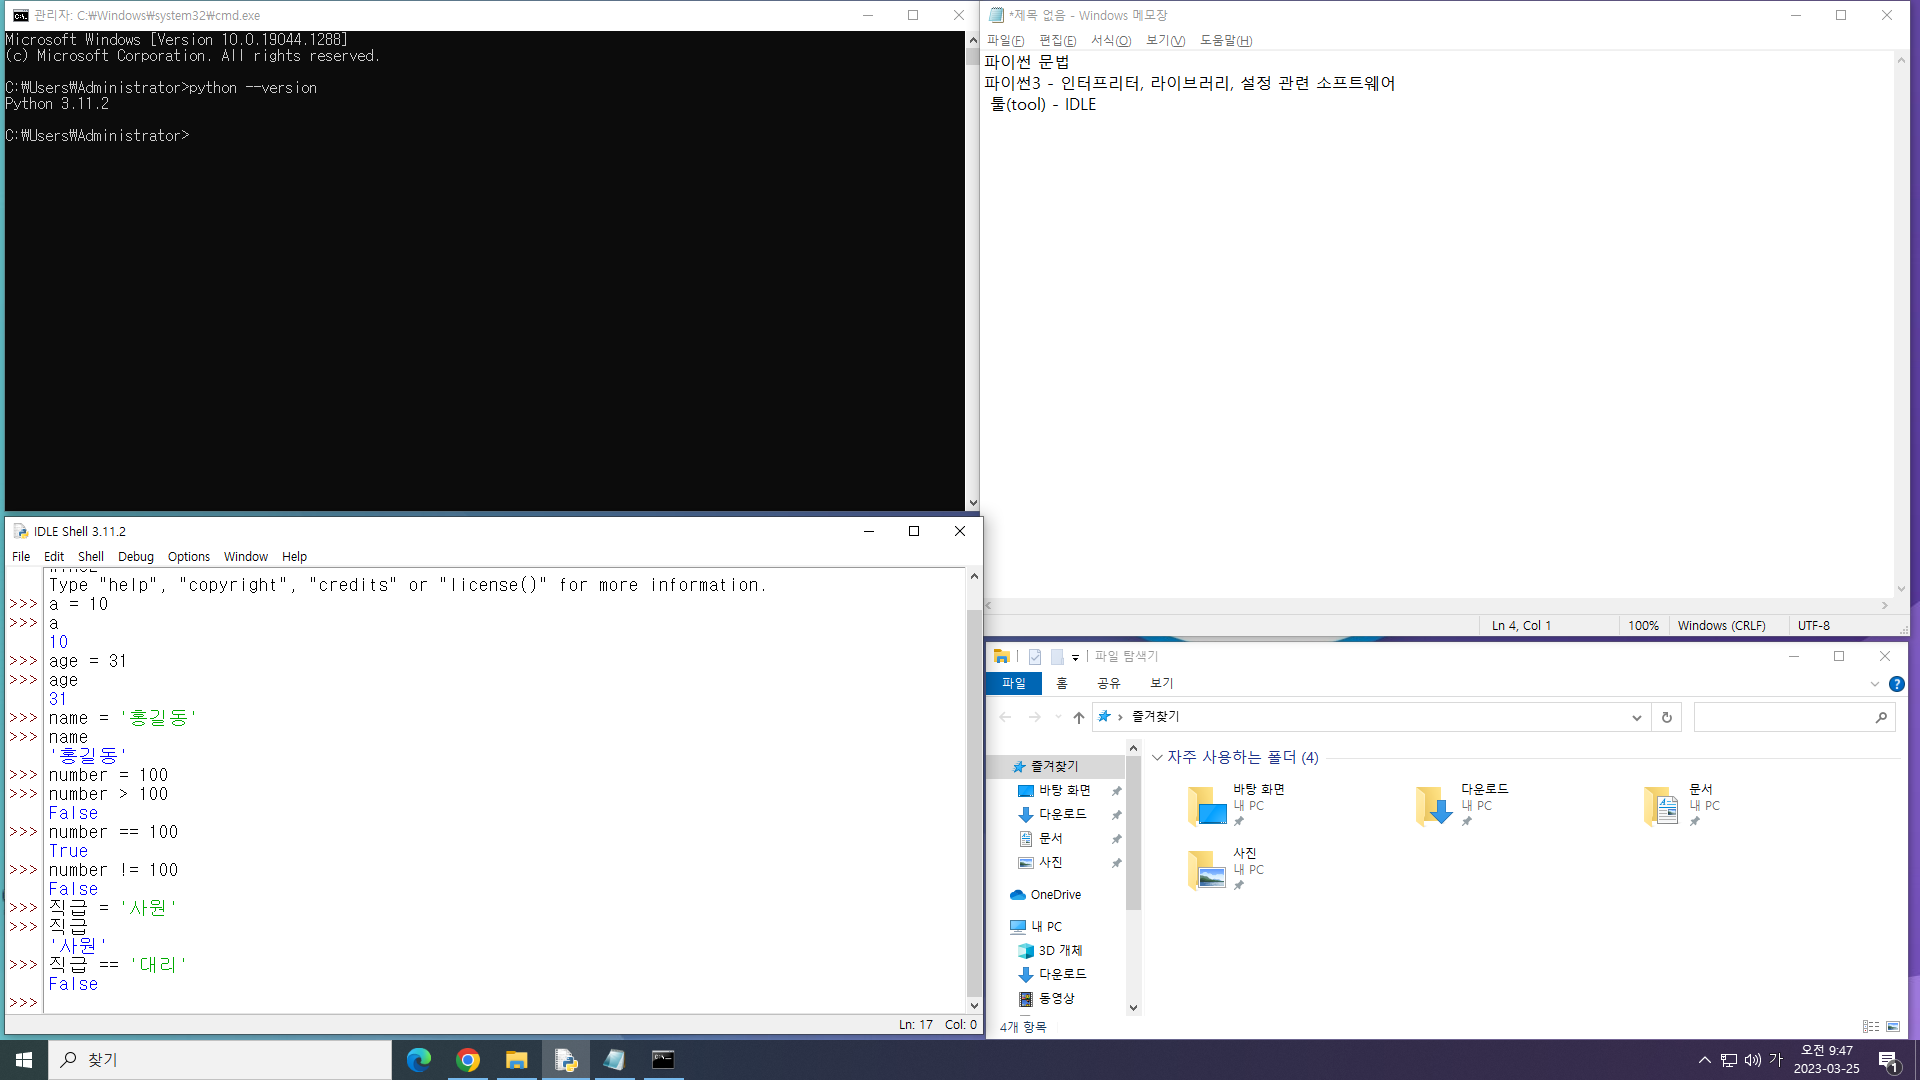 관리자: C:\Windows\system32\cmd.exe
Microsoft Windows [Version 10.0.19044.1288]
(c) Microsoft Corporation. All rights reserved.
C:₩Users₩Administrator>python --version
Python 3.11.2
C:₩Users₩Administrator>
*제목 없음 - Windows 메모장
파일(F) 편집(E) 서식(O) 보기(V) 도움말(H)
파이썬 문법
파이썬3 - 인터프리터, 라이브러리, 설정 관련 소프트웨어
툴(tool) - IDLE
Ln 4, Col 1 100% Windows (CRLF) UTF-8
IDLE Shell 3.11.2
File Edit Shell Debug Options Window Help
Type "help", "copyright", "credits" or "license()" for more information.
>>> a = 10
>>> a
10
>>> age = 31
>>> age
31
>>> name = '홍길동'
>>> name
'홍길동'
>>> number = 100
>>> number > 100
False
>>> number == 100
True
>>> number != 100
False
>>> 직급 = '사원'
>>> 직급
'사원'
>>> 직급 == '대리'
False
>>>
Ln: 17 Col: 0
파일 탐색기
파일 홈 공유 보기
즐겨찾기
즐겨찾기
바탕 화면
다운로드
문서
사진
OneDrive
내 PC
3D 개체
다운로드
동영상
자주 사용하는 폴더 (4)
바탕 화면
내 PC
다운로드
내 PC
문서
내 PC
사진
내 PC
4개 항목
찾기
가
오전 9:47
2023-03-25
1